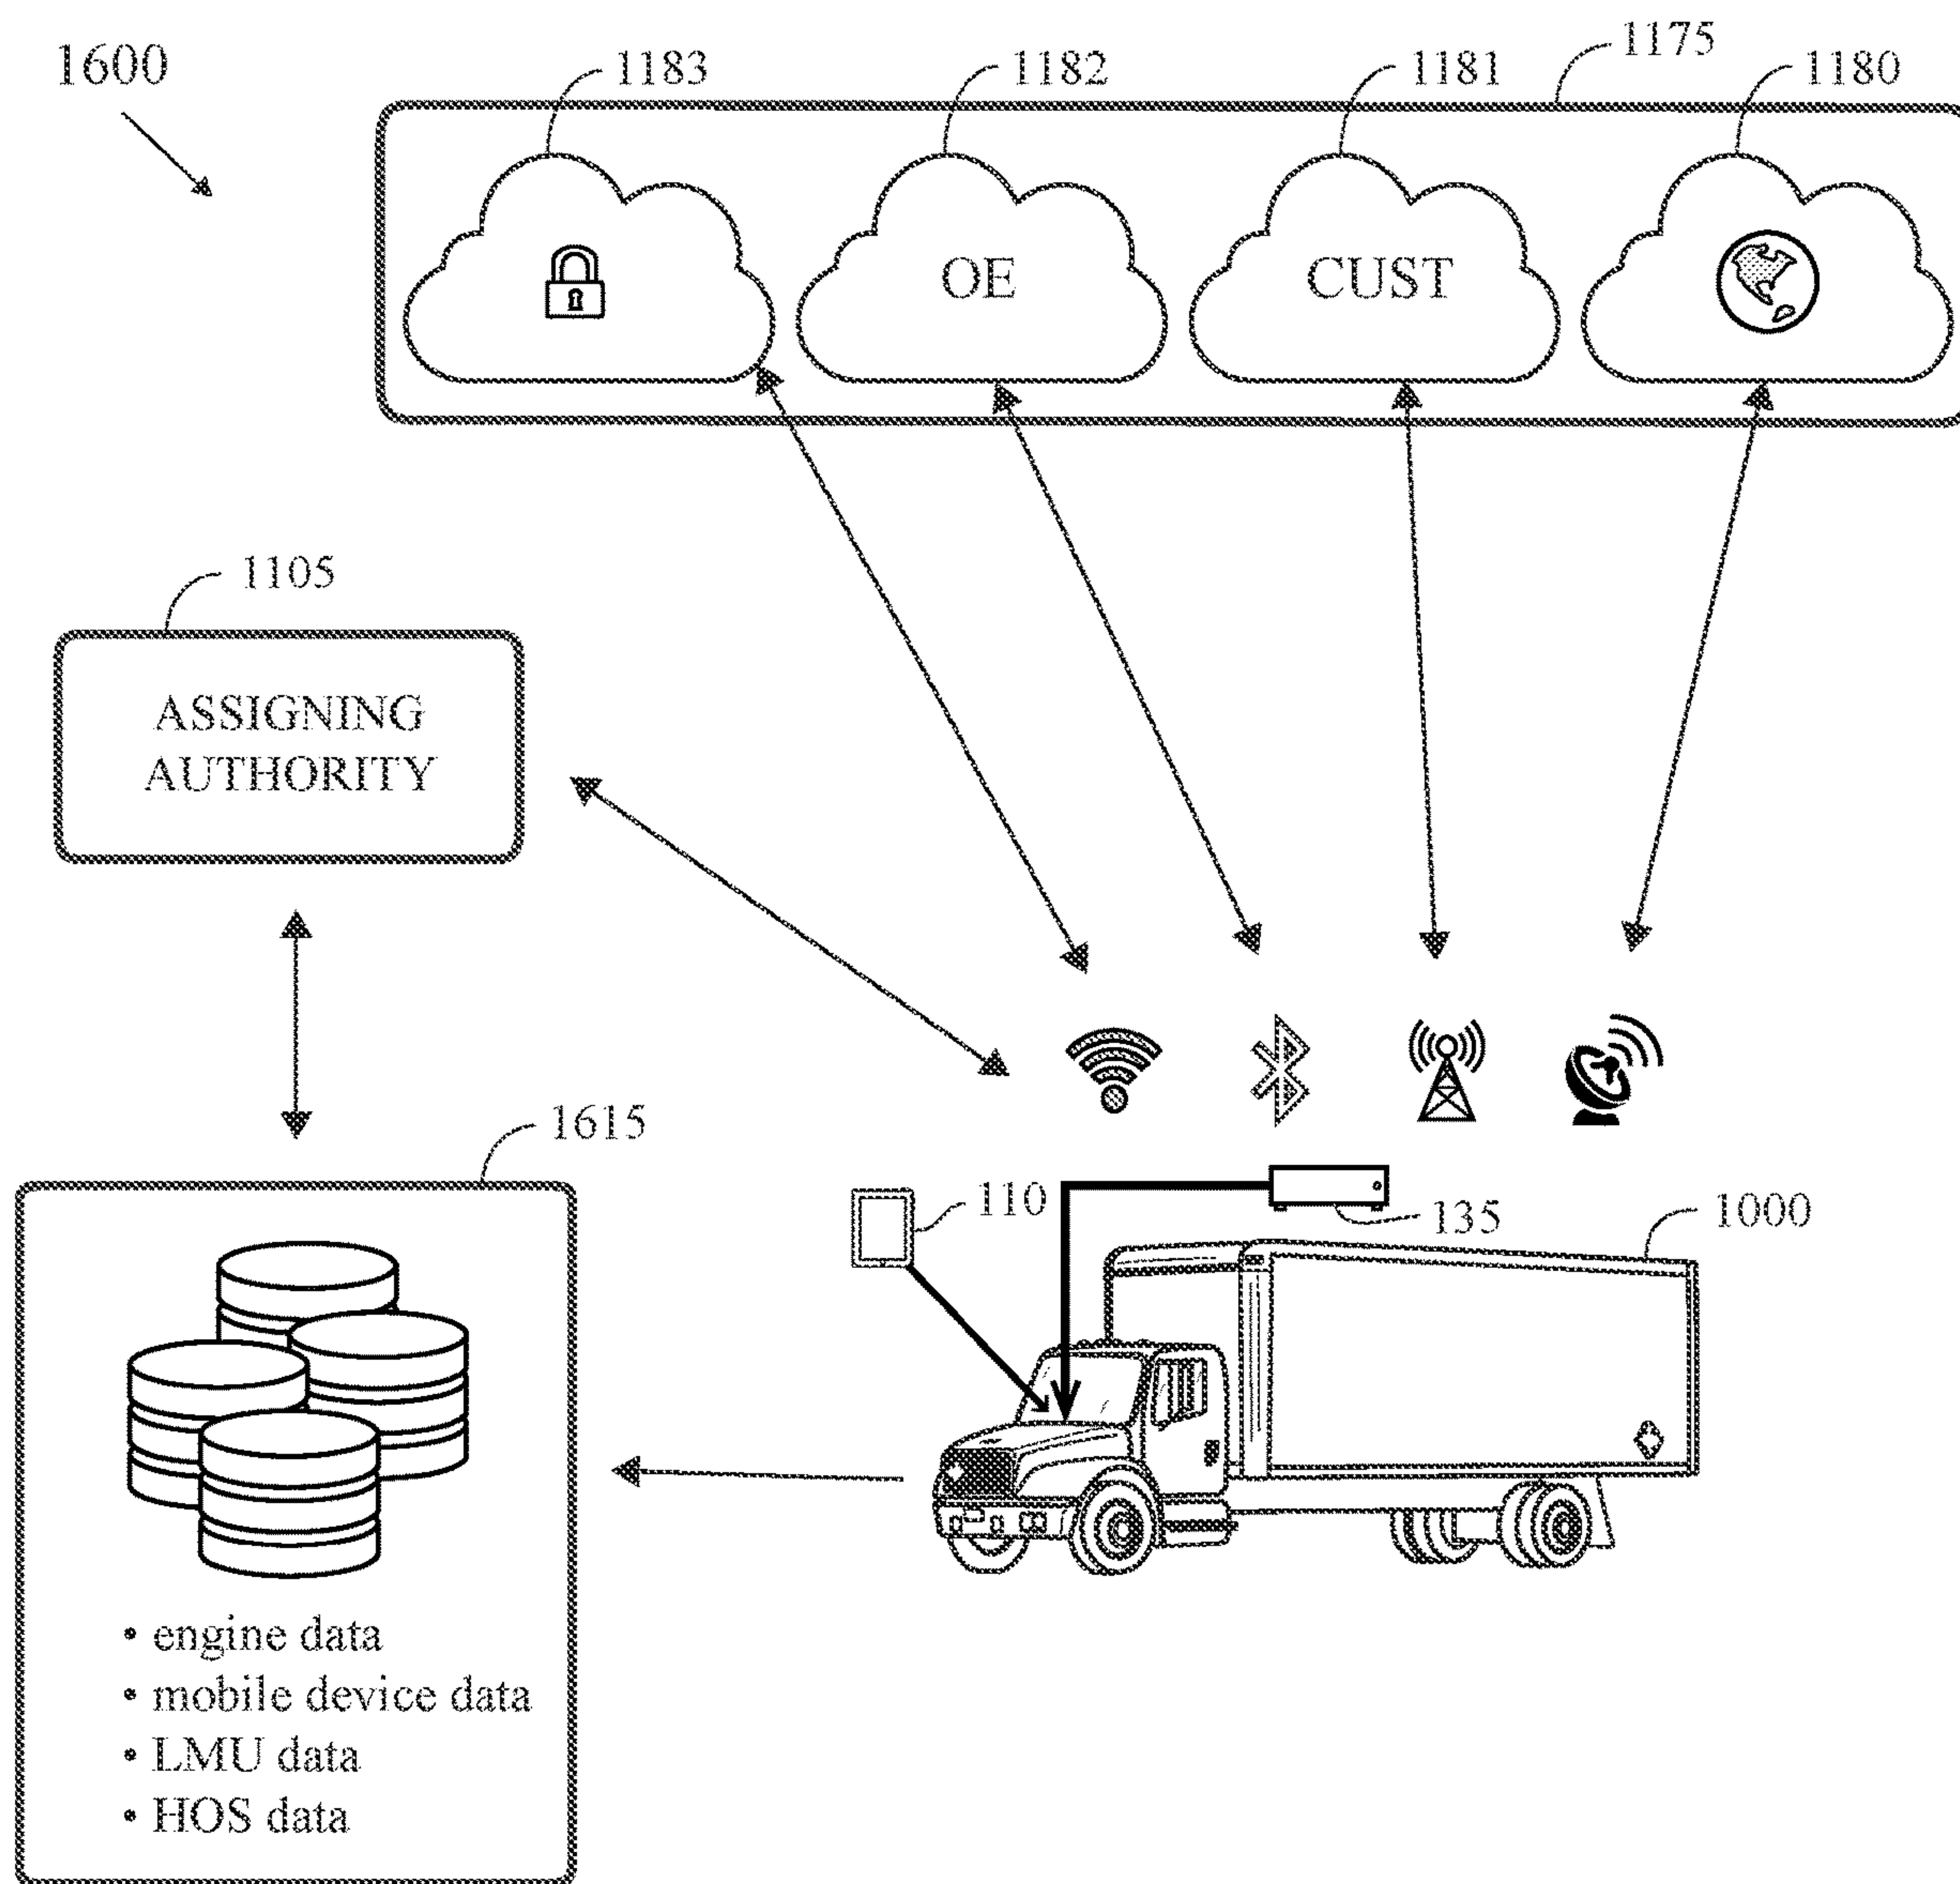 1600
1183
1182
1181
1175
1180
OE
CUST
1105
ASSIGNING
AUTHORITY
1615
110
135
1000
• engine data
• mobile device data
• LMU data
• HOS data